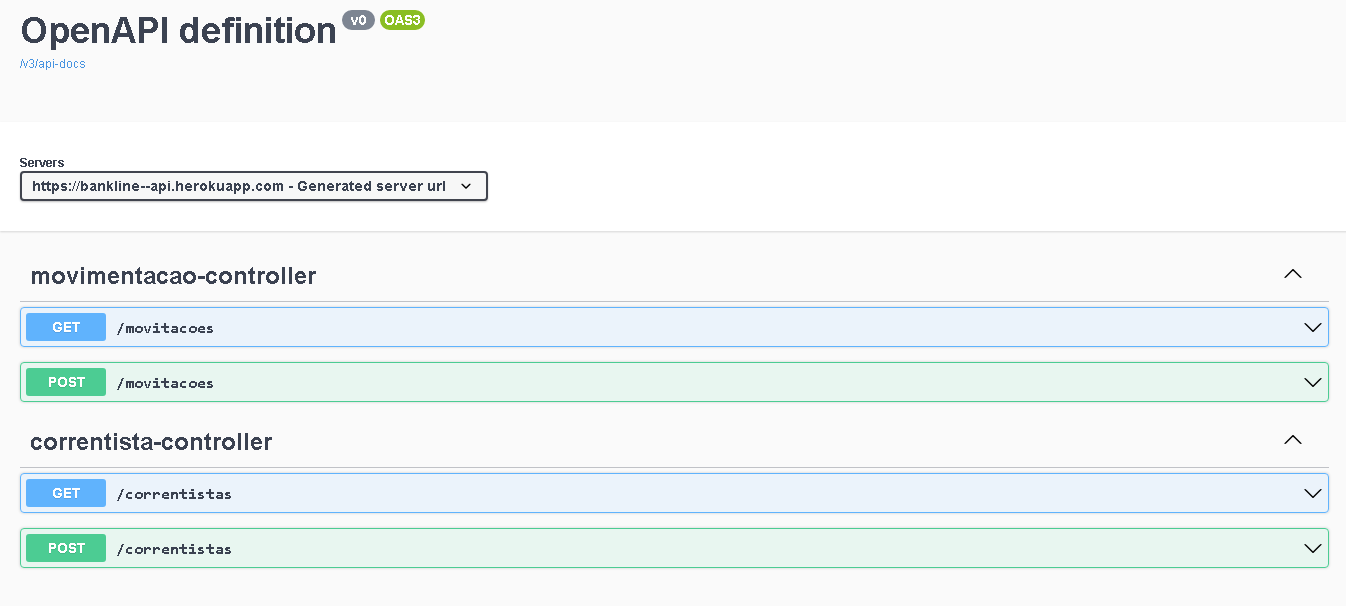 OpenAPI definition v0 OAS3
/v3/api-docs
Servers
https://bankline--api.herokuapp.com - Generated server url
movimentacao-controller
GET /movitacoes
POST /movitacoes
correntista-controller
GET /correntistas
POST /correntistas